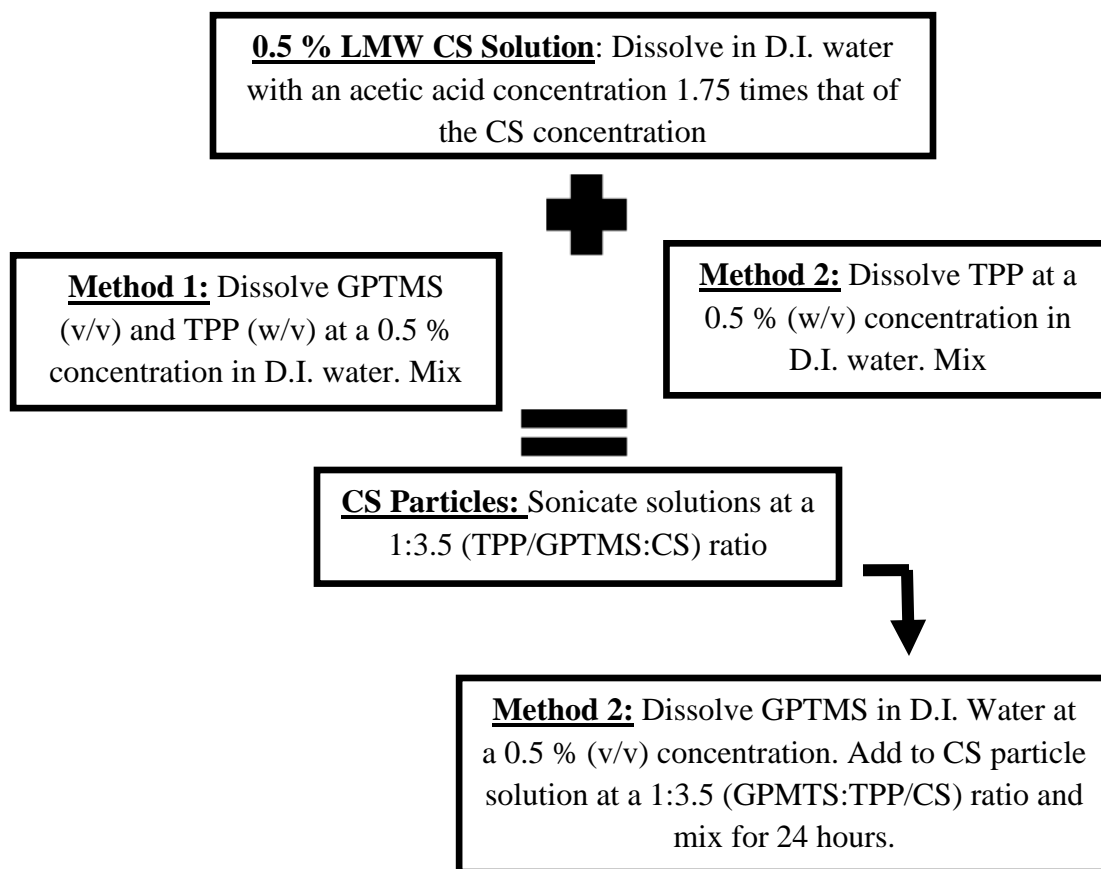 0.5 % LMW CS Solution: Dissolve in D.I. water
with an acetic acid concentration 1.75 times that of
the CS concentration
Method 1: Dissolve GPTMS
(v/v) and TPP (w/v) at a 0.5 %
concentration in D.I. water. Mix
Method 2: Dissolve TPP at a
0.5 % (w/v) concentration in
D.I. water. Mix
CS Particles: Sonicate solutions at a
1:3.5 (TPP/GPTMS:CS) ratio
Method 2: Dissolve GPTMS in D.I. Water at
a 0.5 % (v/v) concentration. Add to CS particle
solution at a 1:3.5 (GPMTS:TPP/CS) ratio and
mix for 24 hours.